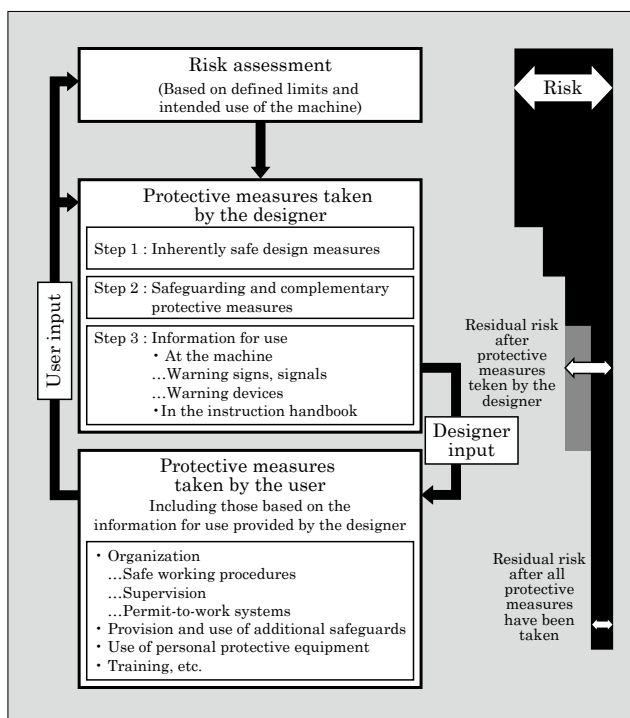 Risk assessment
(Based on defined limits and
intended use of the machine)
Risk
Protective measures taken
by the designer
Step 1 : Inherently safe design measures
Step 2 : Safeguarding and complementary
protective measures
Step 3 : Information for use
・At the machine
…Warning signs, signals
…Warning devices
・In the instruction handbook
User input
Designer
input
Residual risk
after
protective
measures
taken by the
designer
Protective measures
taken by the user
Including those based on the
information for use provided by the designer
・Organization
…Safe working procedures
…Supervision
…Permit-to-work systems
・Provision and use of additional safeguards
・Use of personal protective equipment
・Training, etc.
Residual risk
after all
protective
measures
have been
taken